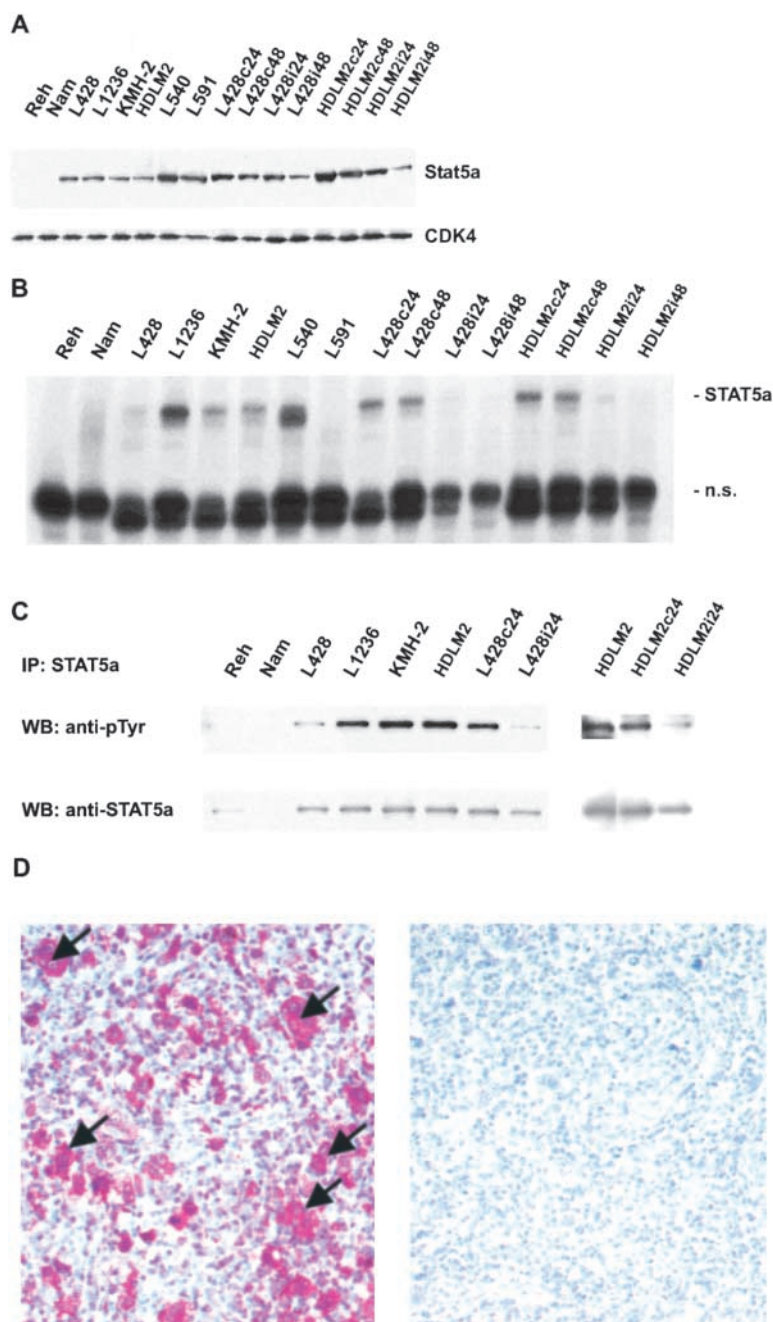 A
Reh Nam L428 L1236 KMH-2 HDLM2 L540 L591 L428c24 L428c48 L428i24 L428i48 HDLM2c24 HDLM2c48 HDLM2i24 HDLM2i48
Stat5a
CDK4
B
Reh Nam L428 L1236 KMH-2 HDLM2 L540 L591 L428c24 L428c48 L428i24 L428i48 HDLM2c24 HDLM2c48 HDLM2i24 HDLM2i48
- STAT5a
- n.s.
C
Reh Nam L428 L1236 KMH-2 HDLM2 L428c24 L428i24 HDLM2 HDLM2c24 HDLM2i24
IP: STAT5a
WB: anti-pTyr
WB: anti-STAT5a
D